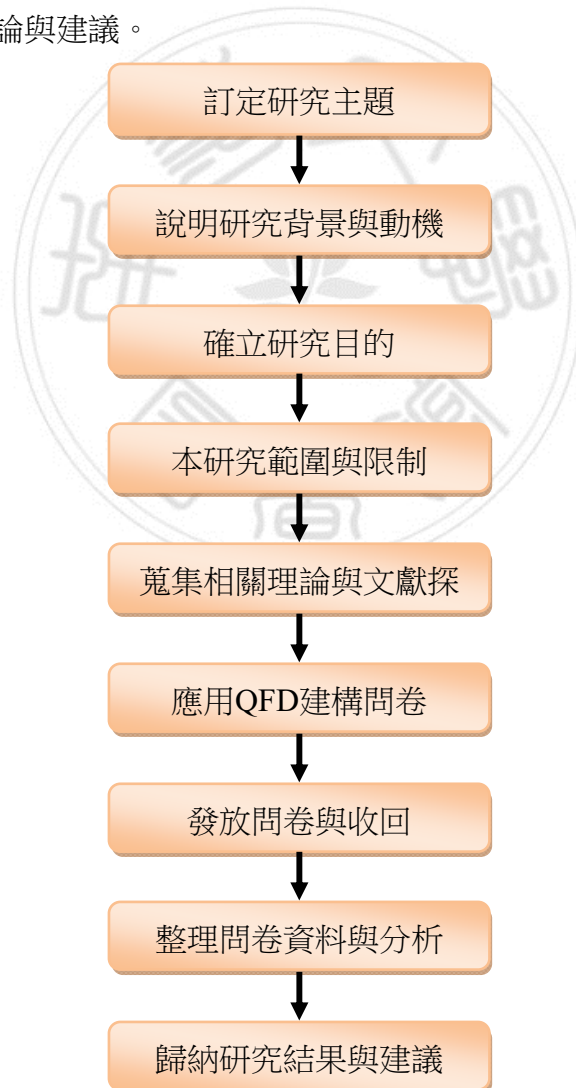 論與建議。
訂定研究主題
說明研究背景與動機
確立研究目的
本研究範圍與限制
蒐集相關理論與文獻探
應用QFD建構問卷
發放問卷與收回
整理問卷資料與分析
歸納研究結果與建議